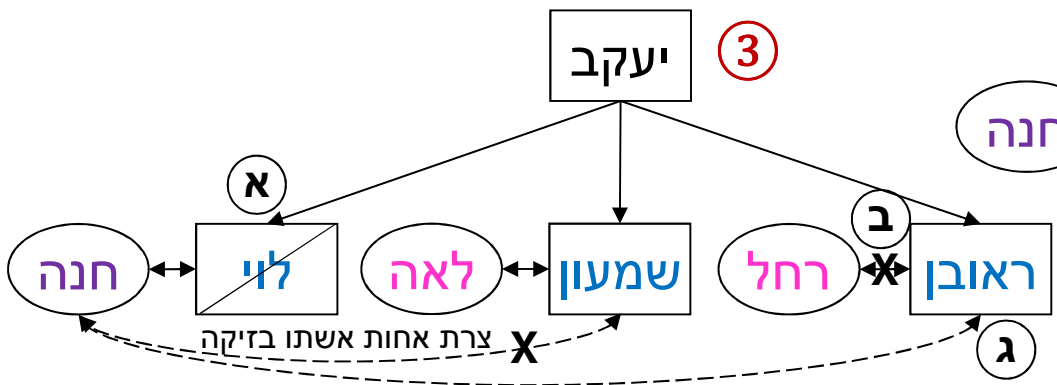 יעקב
3
חנה
א
ב
ראובן
X
רחל
שמעון
לאה
לוי
חנה
צרת אחות אשתו בזיקה
X
ג